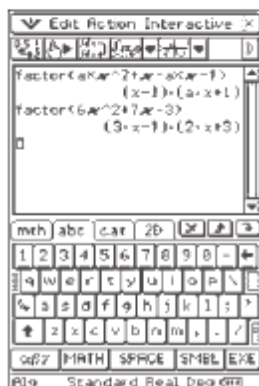 Edit Action Interactive
factor(a×x^2+x-a×x-1)
(x-1)·(a·x+1)
factor(6x^2+7x-3)
(3·x-1)·(2·x+3)
mth abc cat 2D
1 2 3 4 5 6 7 8 9 0 -
q w e r t y u i o p
a s d f g h j k l ;
z x c v b n m , . /
αβγ MATH SPACE SMBL EXE
Alg Standard Real Deg